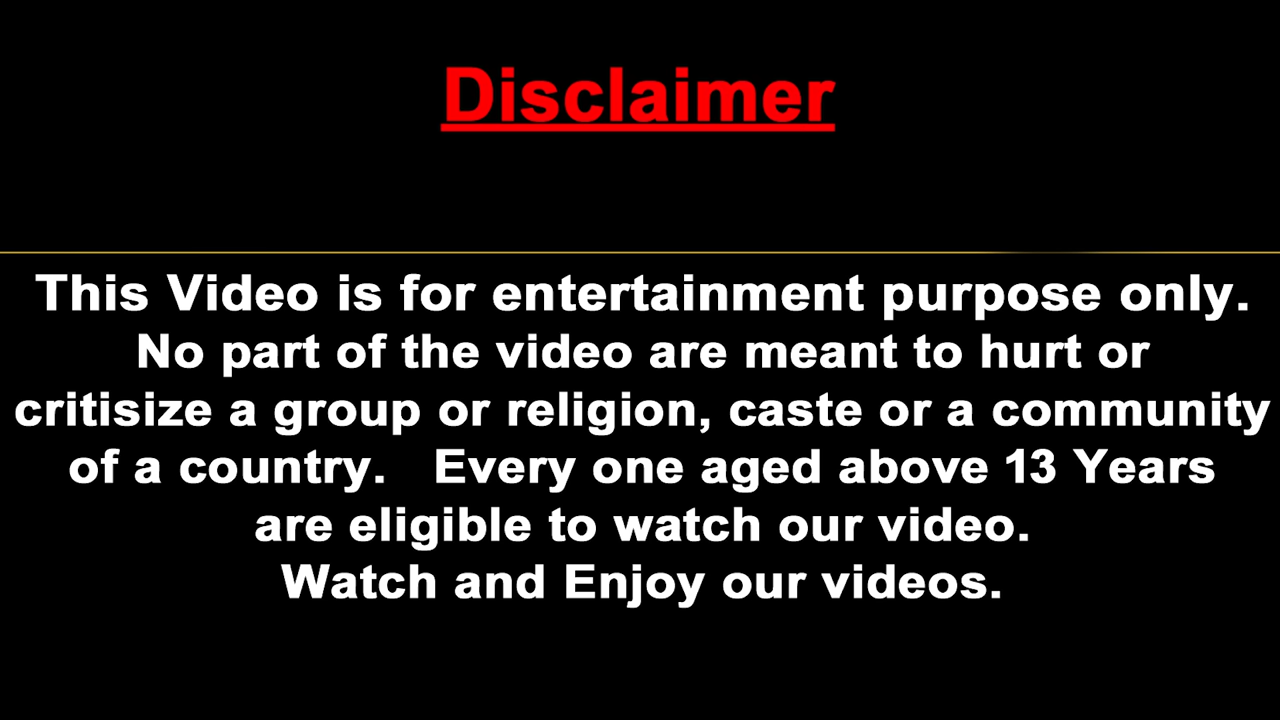 Disclaimer
This Video is for entertainment purpose only.
No part of the video are meant to hurt or
critisize a group or religion, caste or a community
of a country. Every one aged above 13 Years
are eligible to watch our video.
Watch and Enjoy our videos.